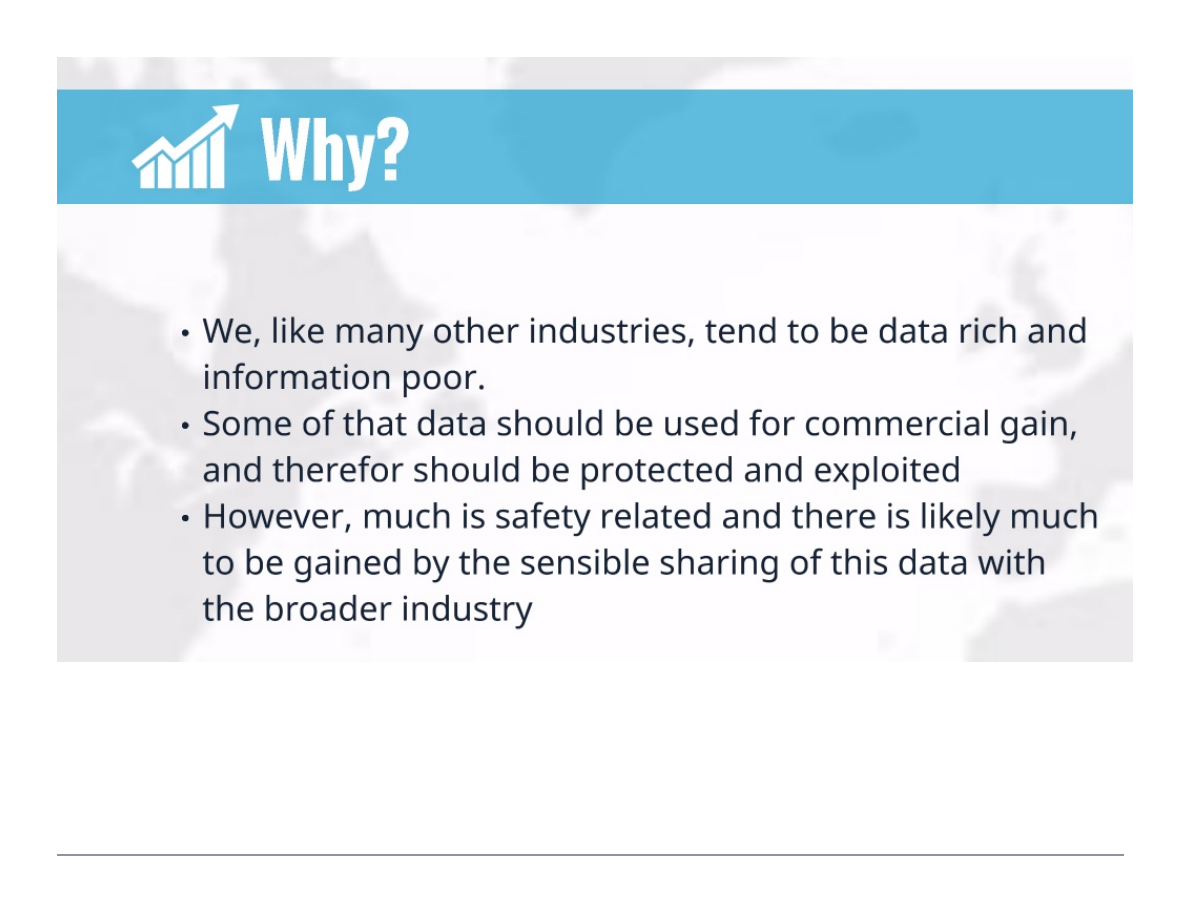 Why?
• We, like many other industries, tend to be data rich and
information poor.
• Some of that data should be used for commercial gain,
and therefor should be protected and exploited
• However, much is safety related and there is likely much
to be gained by the sensible sharing of this data with
the broader industry